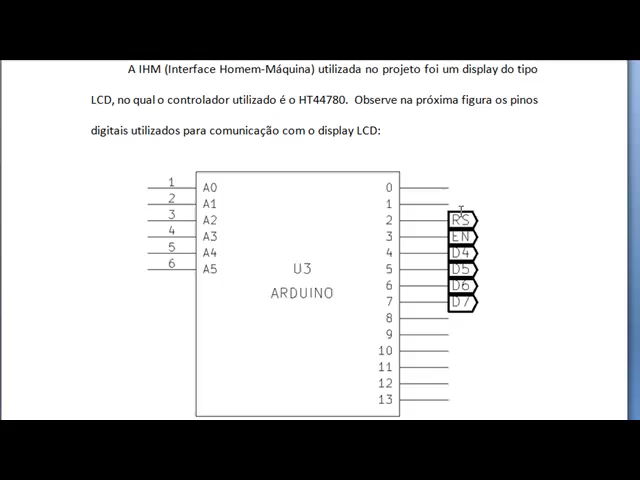 A IHM (Interface Homem-Máquina) utilizada no projeto foi um display do tipo
LCD, no qual o controlador utilizado é o HT44780. Observe na próxima figura os pinos
digitais utilizados para comunicação com o display LCD:
1 A0 0
2 A1 1
3 A2 2 RS
4 A3 3 EN
5 A4 4 D4
6 A5 5 D5
U3
6 D6
ARDUINO
7 D7
8
9
10
11
12
13